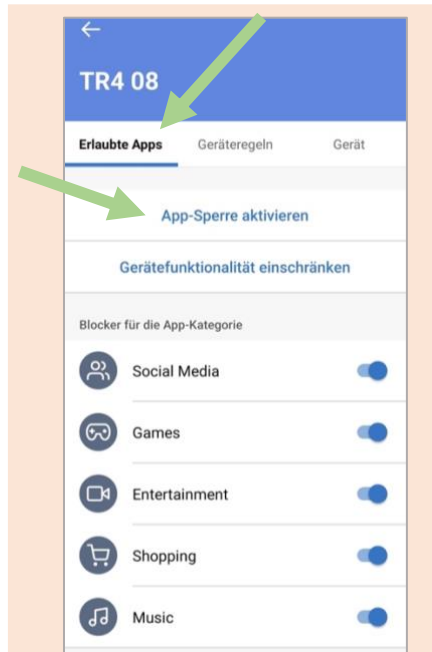 TR4 08
Erlaubte Apps Geräteregeln Gerät
App-Sperre aktivieren
Gerätefunktionalität einschränken
Blocker für die App-Kategorie
Social Media
Games
Entertainment
Shopping
Music